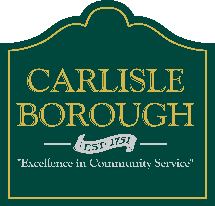 CARLISLE
BOROUGH
EST. 1751
"Excellence in Community Service"